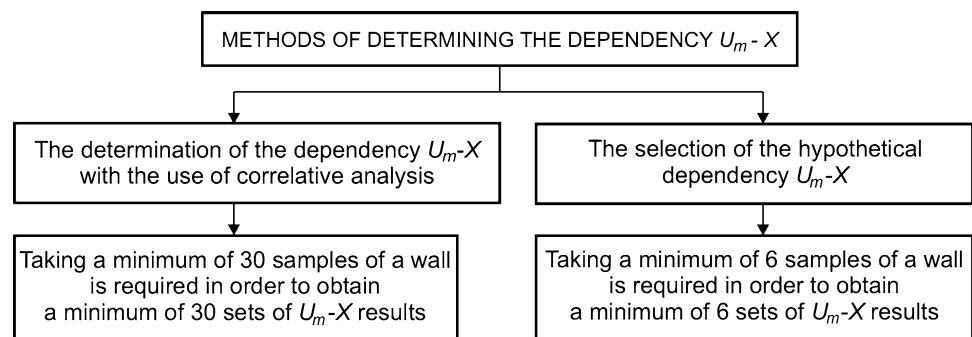 METHODS OF DETERMINING THE DEPENDENCY Um - X
The determination of the dependency Um-X
with the use of correlative analysis
The selection of the hypothetical
dependency Um-X
Taking a minimum of 30 samples of a wall
is required in order to obtain
a minimum of 30 sets of Um-X results
Taking a minimum of 6 samples of a wall
is required in order to obtain
a minimum of 6 sets of Um-X results